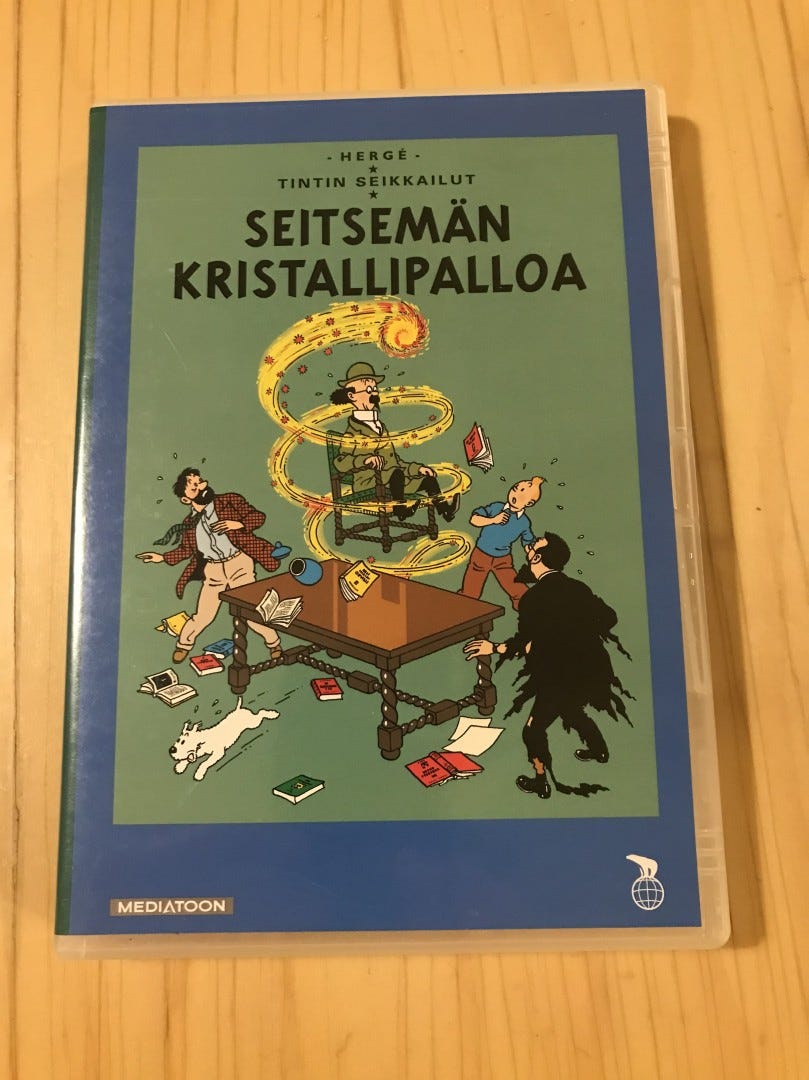 - HERGÉ -
TINTIN SEIKKAILUT
SEITSEMÄN
KRISTALLIPALLOA
MEDIATOON